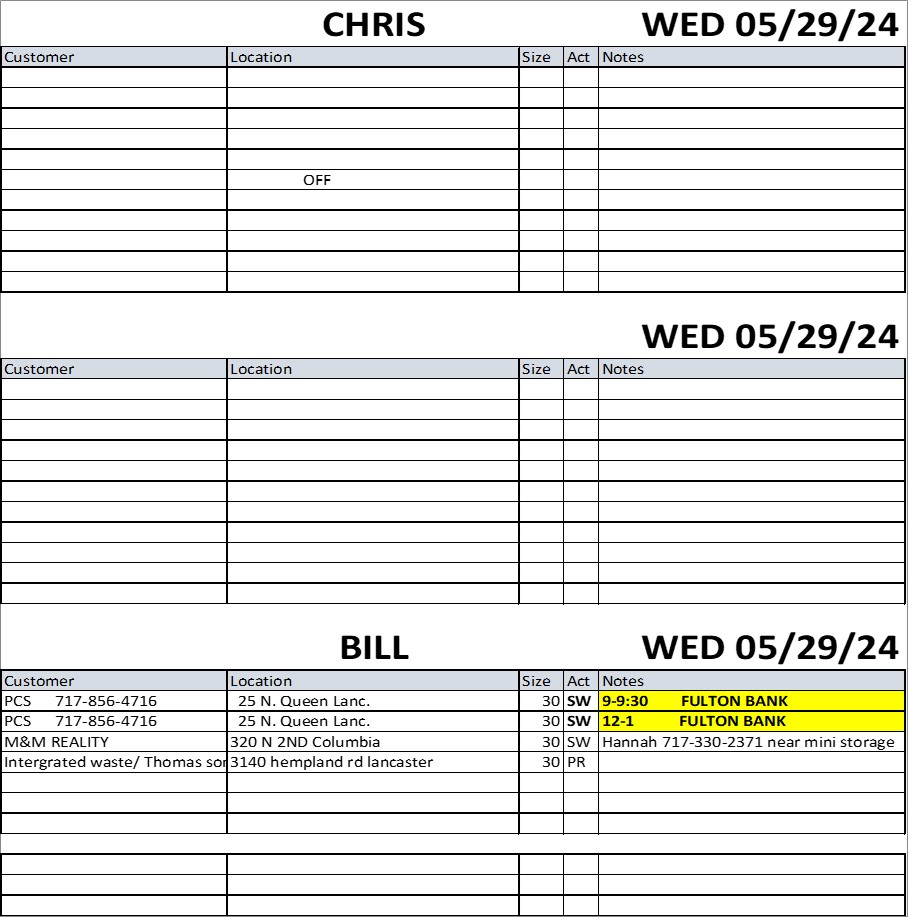 CHRIS WED 05/29/24
Customer Location Size Act Notes
OFF
WED 05/29/24
Customer Location Size Act Notes
BILL WED 05/29/24
Customer Location Size Act Notes
PCS 717-856-4716 25 N. Queen Lanc. 30 SW 9-9:30 FULTON BANK
PCS 717-856-4716 25 N. Queen Lanc. 30 SW 12-1 FULTON BANK
M&M REALITY 320 N 2ND Columbia 30 SW Hannah 717-330-2371 near mini storage
Intergrated waste/ Thomas sor 3140 hempland rd lancaster 30 PR